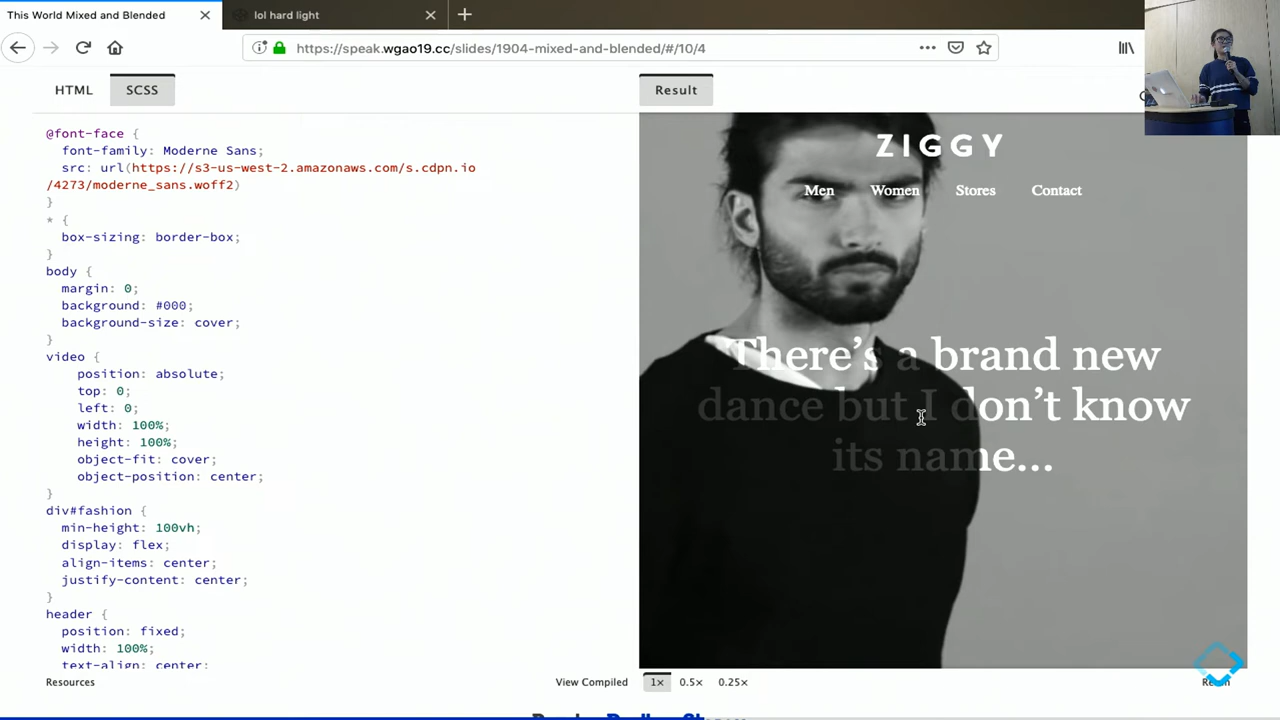 This World Mixed and Blended
lol hard light
https://speak.wgao19.cc/slides/1904-mixed-and-blended/#/10/4
HTML
SCSS
Result
@font-face {
font-family: Moderne Sans;
src: url(https://s3-us-west-2.amazonaws.com/s.cdpn.io
/4273/moderne_sans.woff2)
}
* {
box-sizing: border-box;
}
body {
margin: 0;
background: #000;
background-size: cover;
}
video {
position: absolute;
top: 0;
left: 0;
width: 100%;
height: 100%;
object-fit: cover;
object-position: center;
}
div#fashion {
min-height: 100vh;
display: flex;
align-items: center;
justify-content: center;
}
header {
position: fixed;
width: 100%;
text-align: center;
ZIGGY
Men Women Stores Contact
There’s a brand new
dance but I don’t know
its name...
Resources
View Compiled
1×
0.5×
0.25×